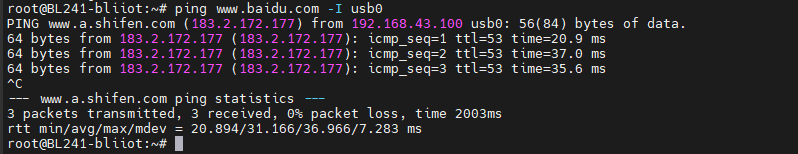 root@BL241-bliiot:~# ping www.baidu.com -I usb0
PING www.a.shifen.com (183.2.172.177) from 192.168.43.100 usb0: 56(84) bytes of data.
64 bytes from 183.2.172.177 (183.2.172.177): icmp_seq=1 ttl=53 time=20.9 ms
64 bytes from 183.2.172.177 (183.2.172.177): icmp_seq=2 ttl=53 time=37.0 ms
64 bytes from 183.2.172.177 (183.2.172.177): icmp_seq=3 ttl=53 time=35.6 ms
^C
--- www.a.shifen.com ping statistics ---
3 packets transmitted, 3 received, 0% packet loss, time 2003ms
rtt min/avg/max/mdev = 20.894/31.166/36.966/7.283 ms
root@BL241-bliiot:~#